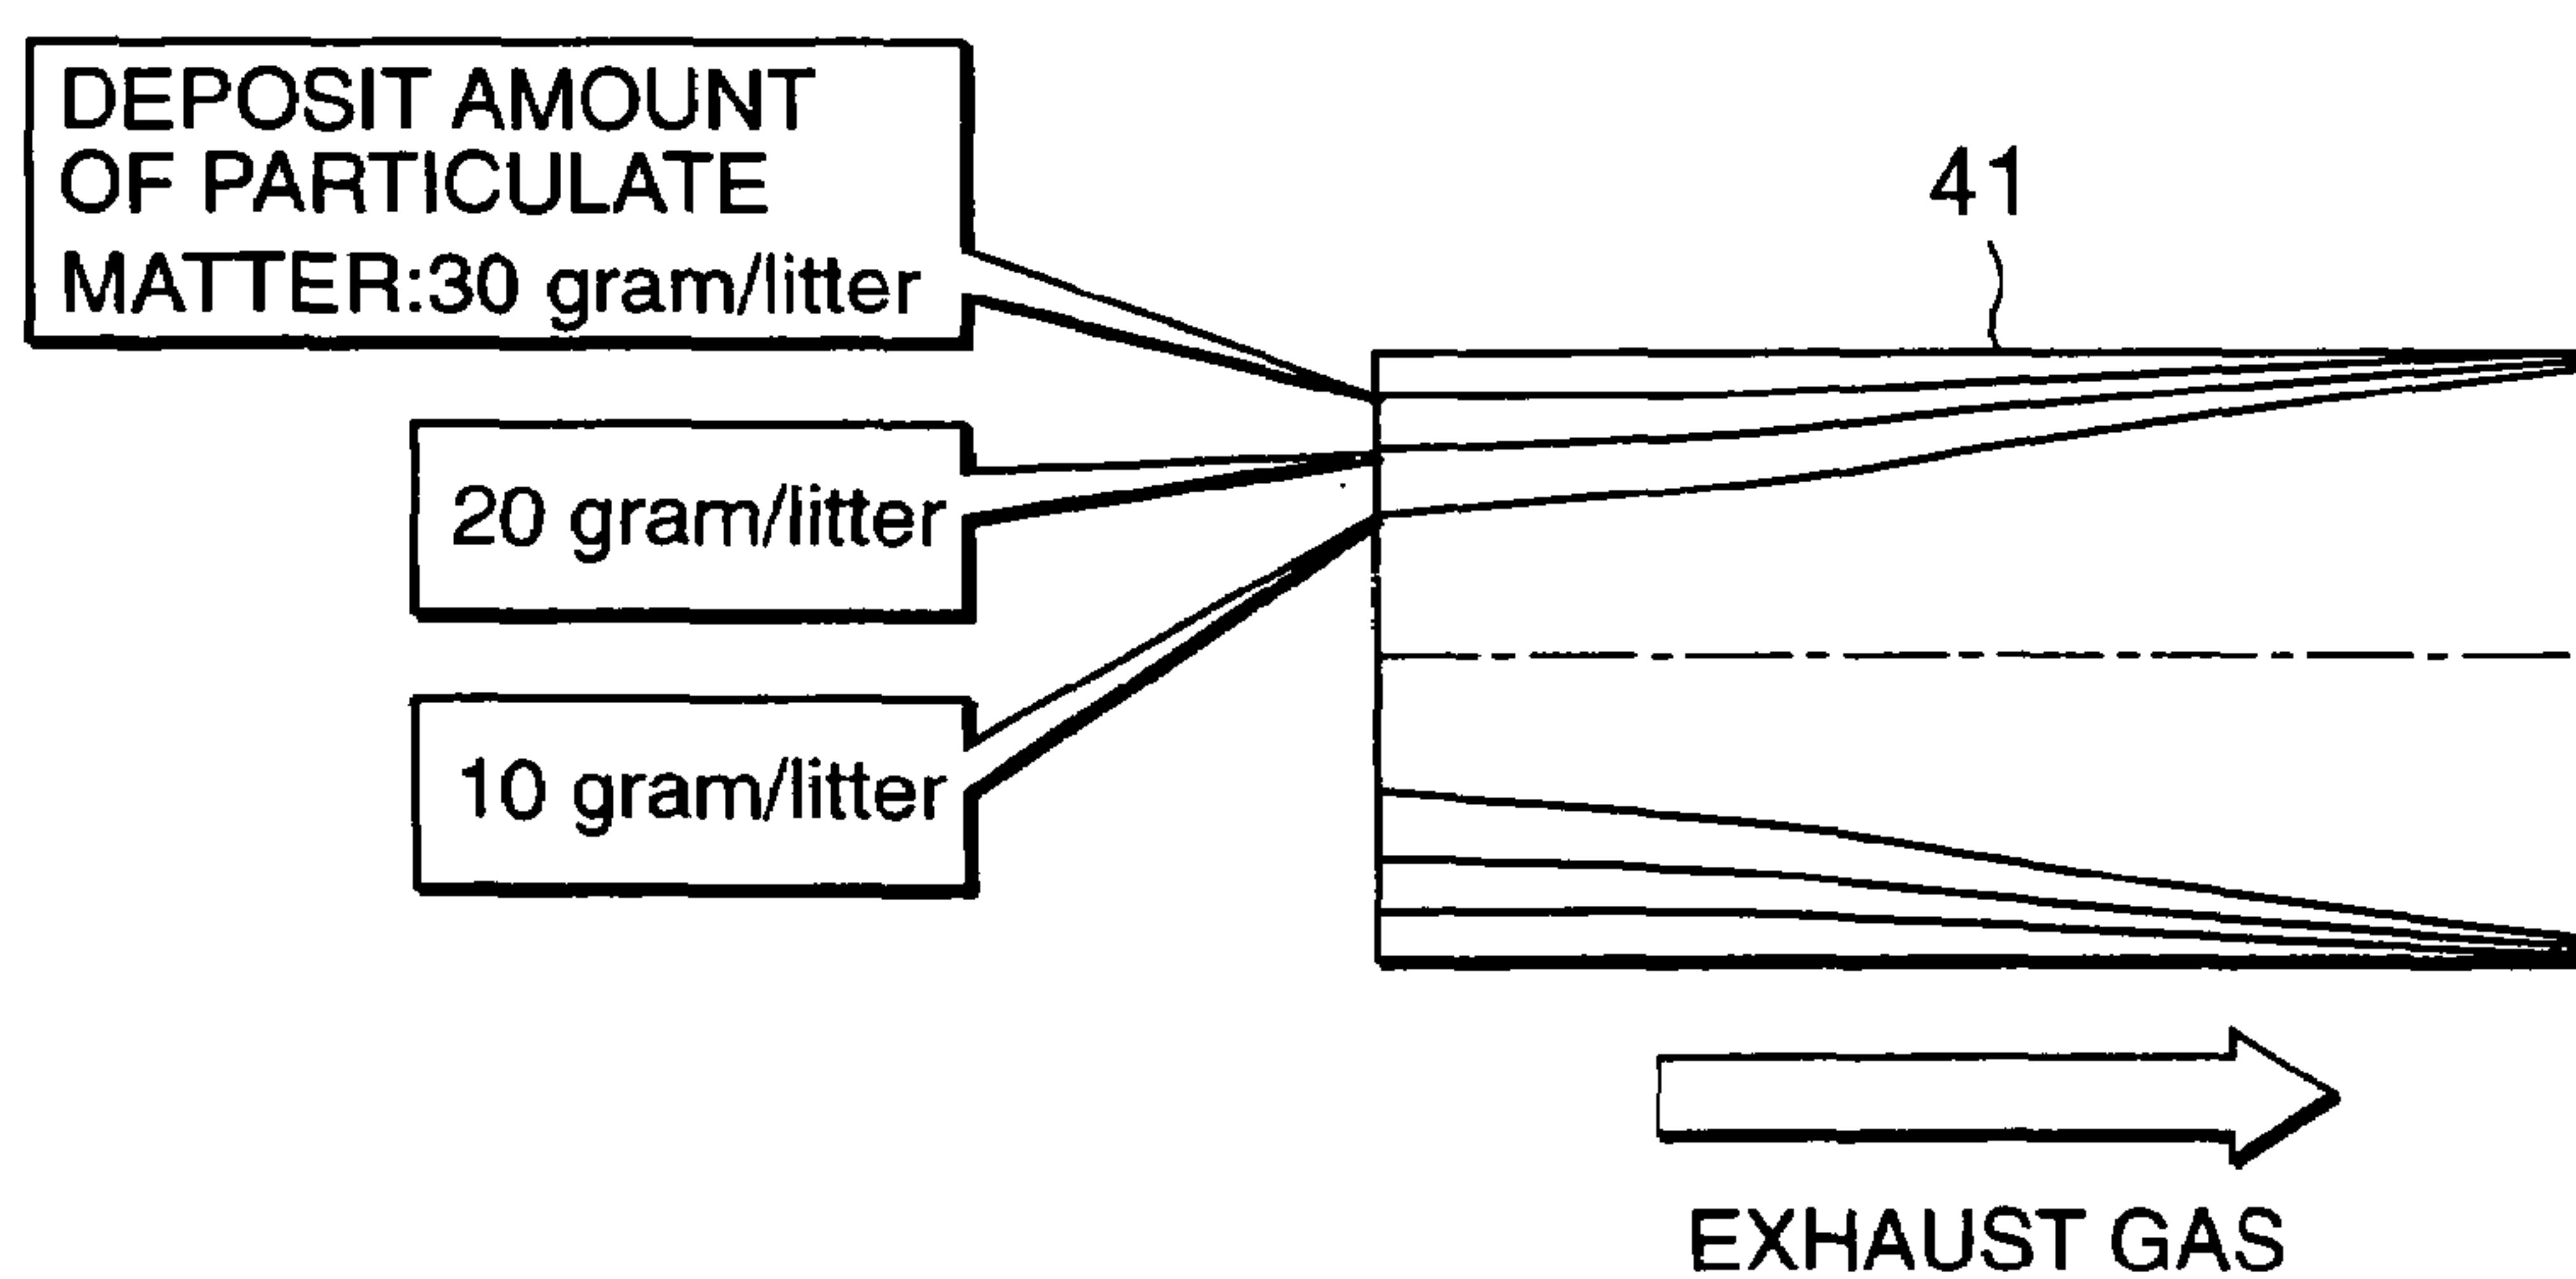 DEPOSIT AMOUNT
OF PARTICULATE
MATTER:30 gram/litter
41
20 gram/litter
10 gram/litter
EXHAUST GAS